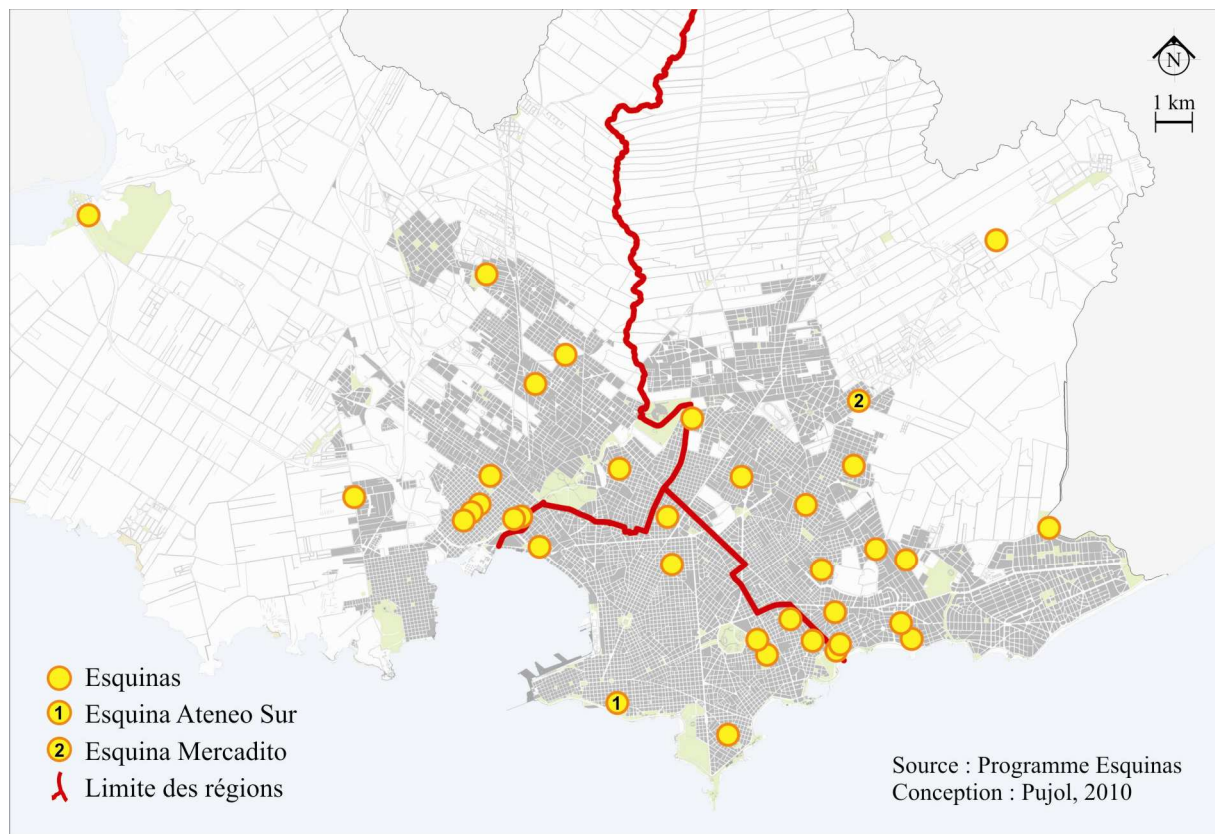 N
1 km
2
1
Esquinas
1 Esquina Ateneo Sur
2 Esquina Mercadito
Limite des régions
Source : Programme Esquinas
Conception : Pujol, 2010